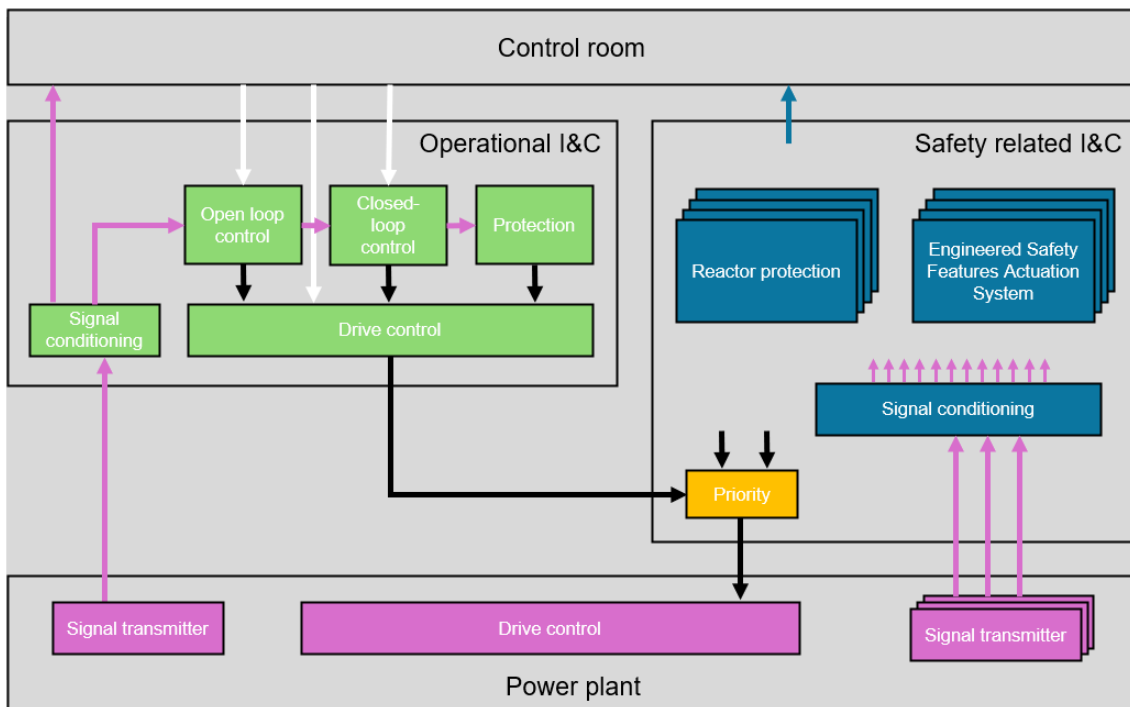 Control room
Operational I&C
Safety related I&C
Open loop
control
Closed-
loop
control
Protection
Reactor protection
Engineered Safety
Features Actuation
System
Signal
conditioning
Drive control
Signal conditioning
Priority
Signal transmitter
Drive control
Signal transmitter
Power plant